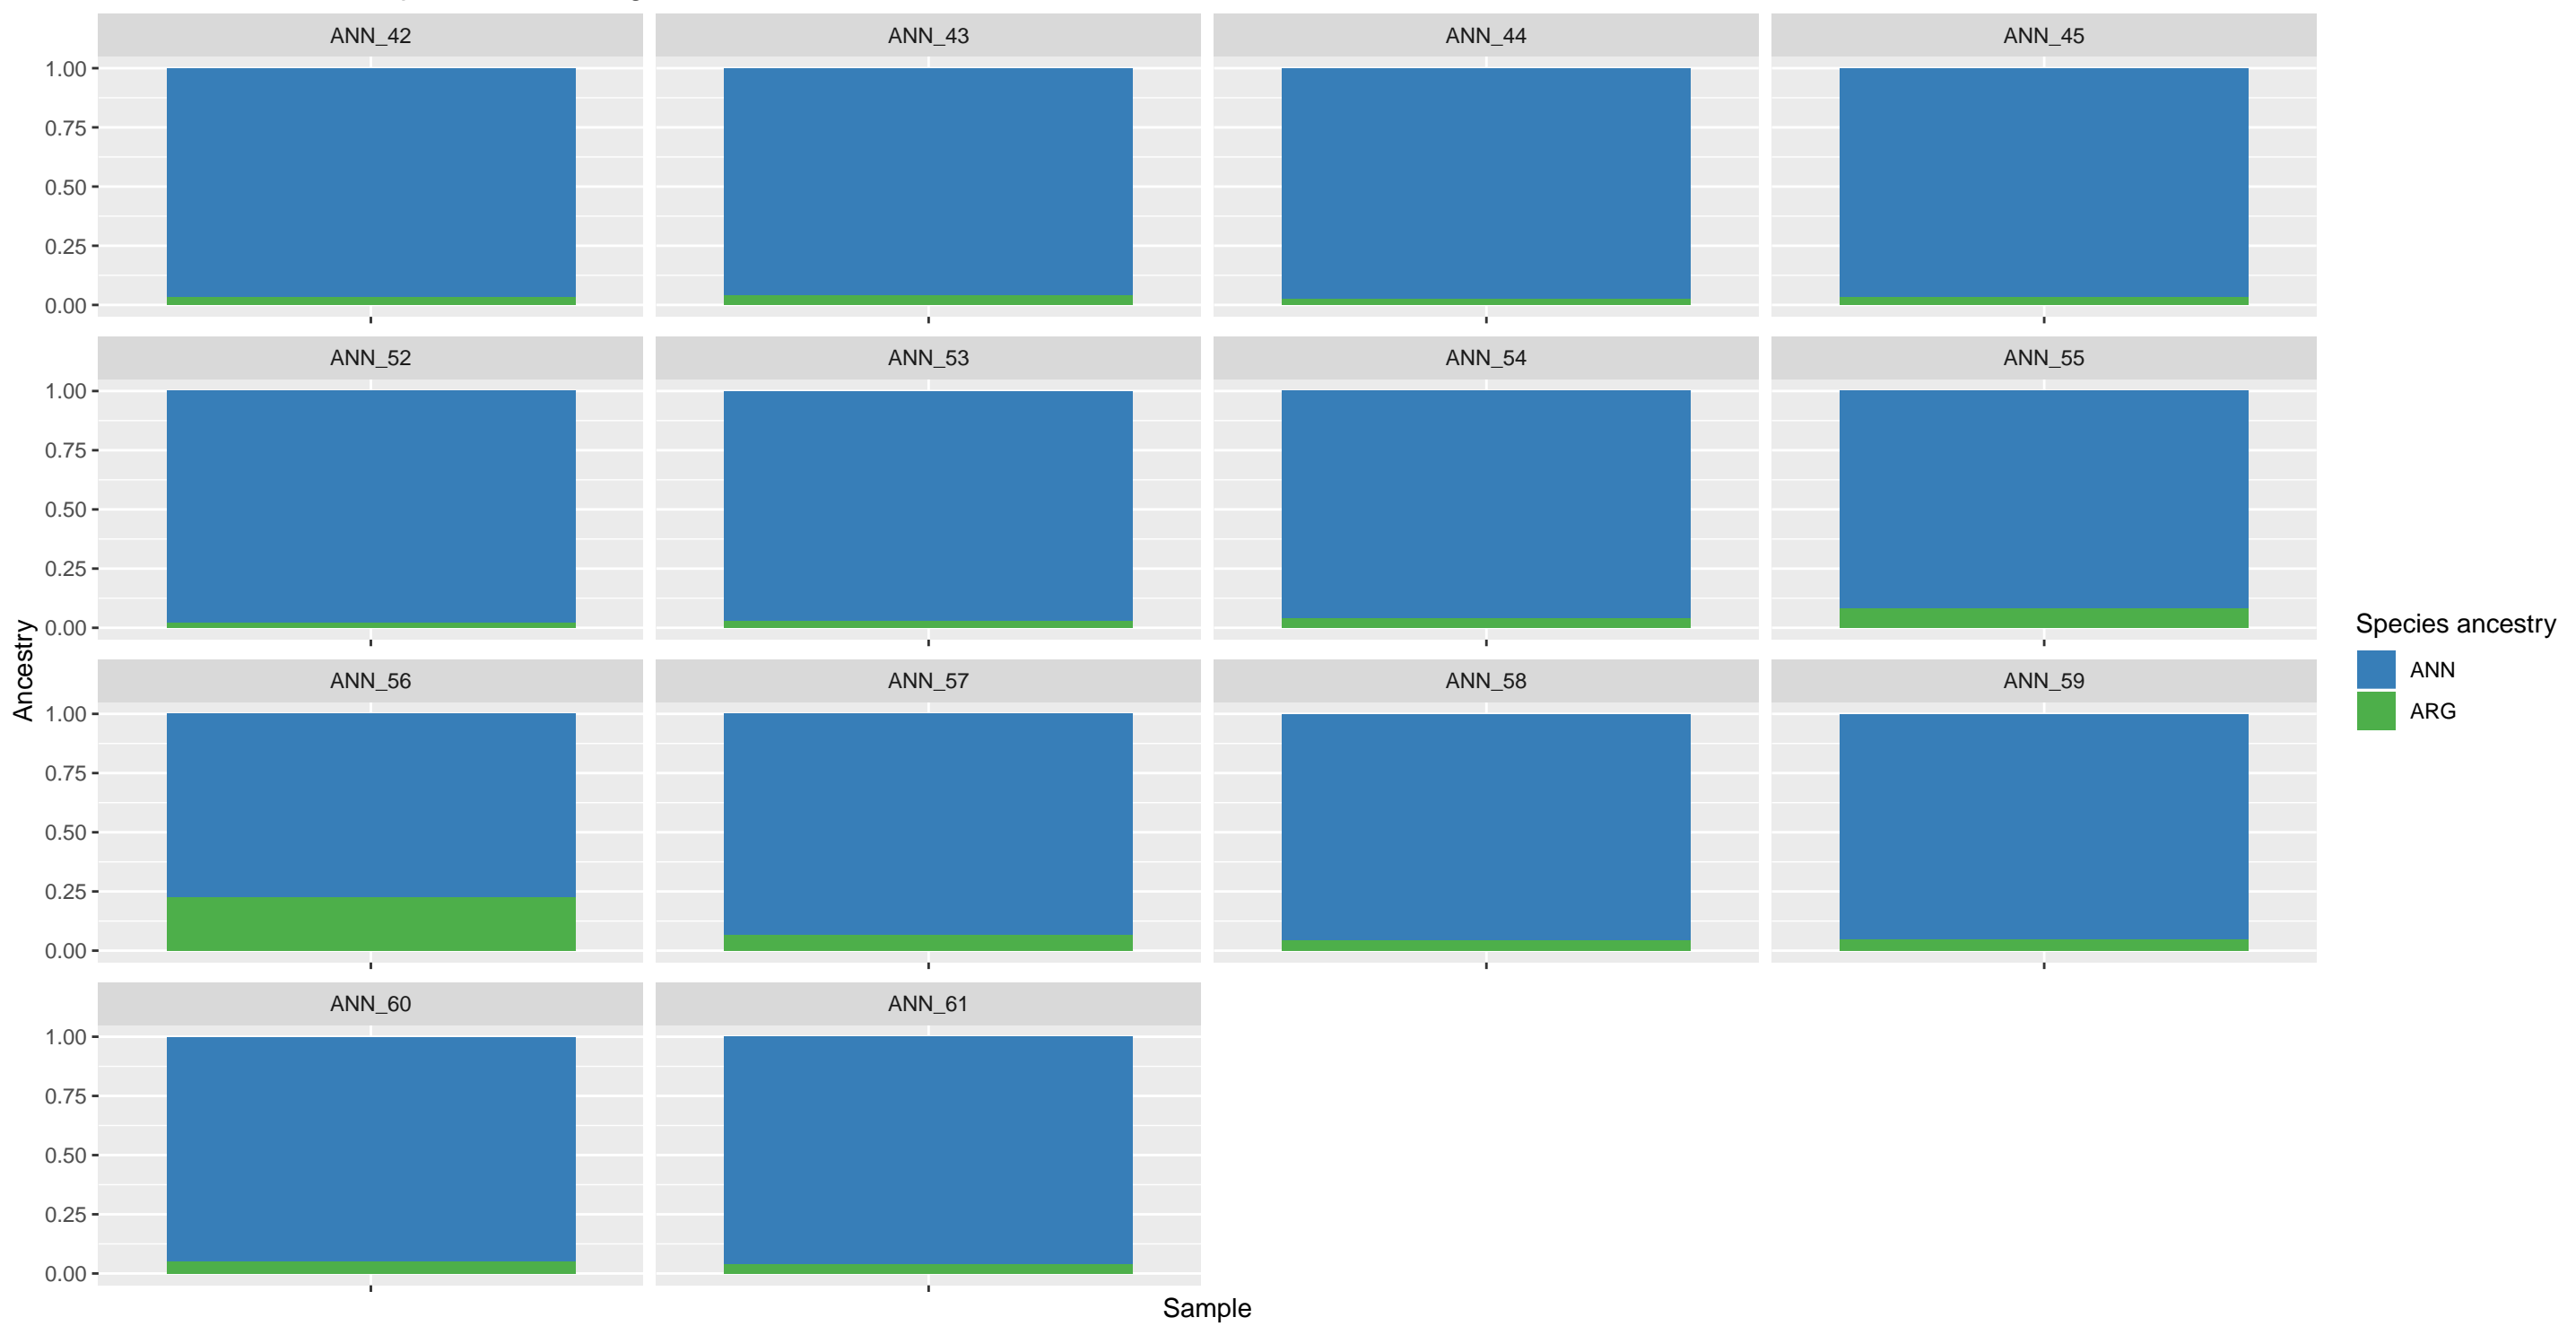 ANN_42 ANN_43 ANN_44 ANN_45
1.00
0.75
0.50
0.25
0.00
ANN_52 ANN_53 ANN_54 ANN_55
1.00
0.75
0.50
0.25
0.00
ANN_56 ANN_57 ANN_58 ANN_59
1.00
0.75
0.50
0.25
0.00
ANN_60 ANN_61
1.00
0.75
0.50
0.25
0.00
Ancestry
Sample
Species ancestry
ANN
ARG